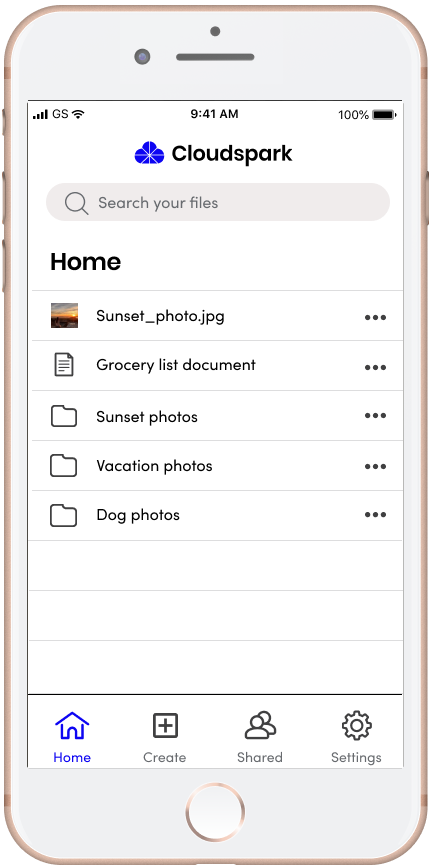 GS 9:41 AM 100%
Cloudspark
Search your files
Home
Sunset_photo.jpg
Grocery list document
Sunset photos
Vacation photos
Dog photos
Home Create Shared Settings